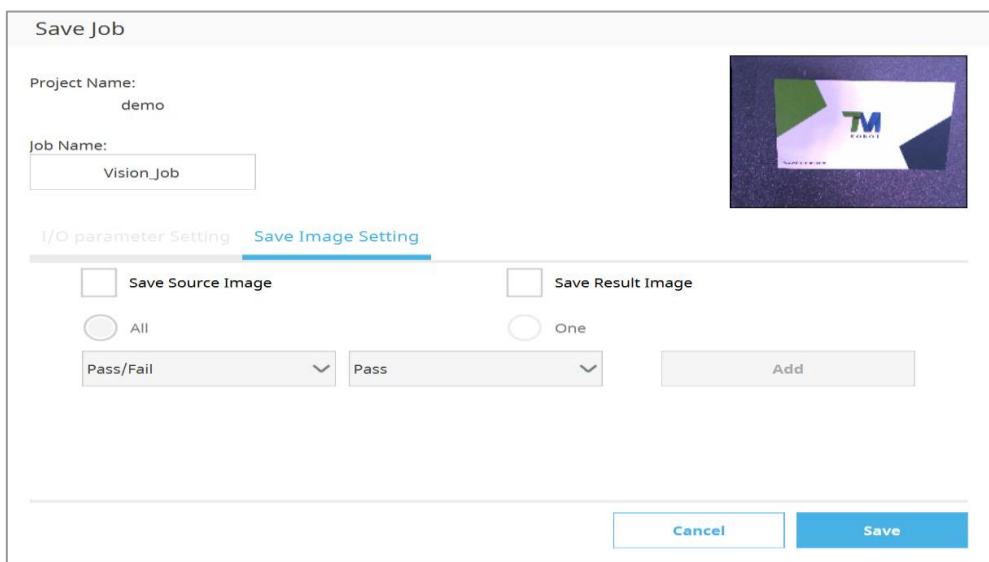 Save Job
Project Name:
demo
Job Name:
Vision_Job
TM
ROBOT
I/O parameter Setting
Save Image Setting
Save Source Image
Save Result Image
All
One
Pass/Fail
Pass
Add
Cancel
Save